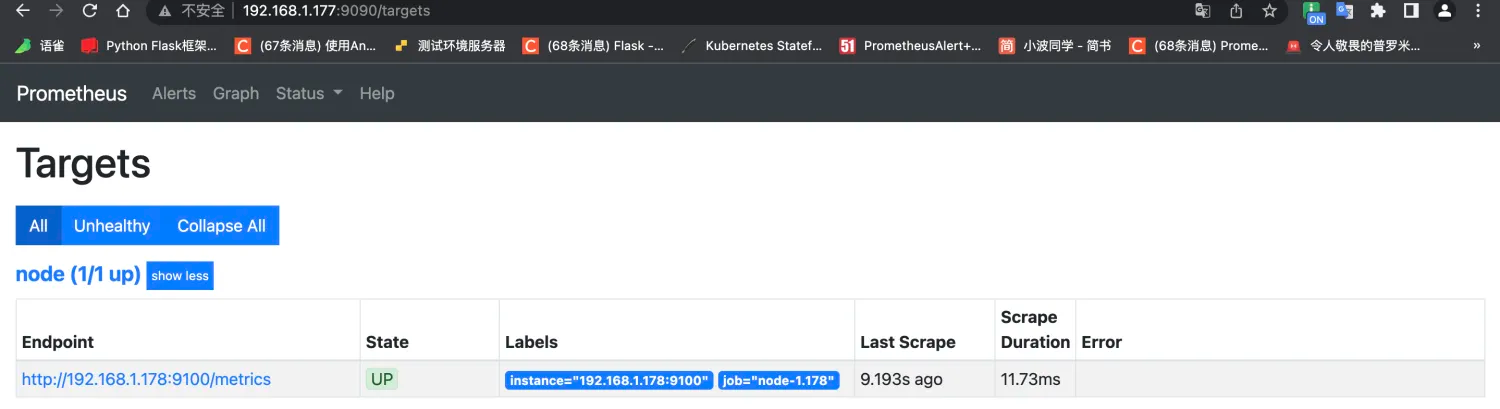 不安全 192.168.1.177:9090/targets
ON
语雀 Python Flask框架... (67条消息) 使用An... 测试环境服务器 (68条消息) Flask -... Kubernetes Statef... 51 PrometheusAlert+... 简 小波同学 - 简书 C (68条消息) Prome... 令人敬畏的普罗米... »
Prometheus Alerts Graph Status Help
Targets
All Unhealthy Collapse All
node (1/1 up) show less
Endpoint State Labels Last Scrape Scrape Duration Error
http://192.168.1.178:9100/metrics UP instance="192.168.1.178:9100" job="node-1.178" 9.193s ago 11.73ms